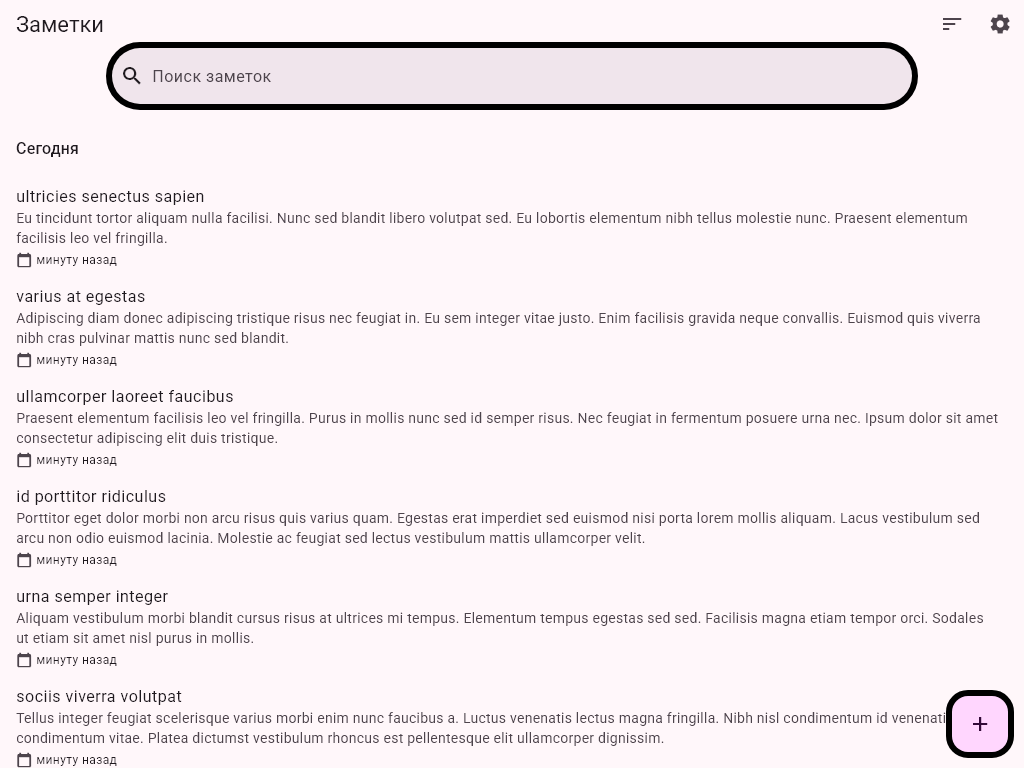 Заметки
Поиск заметок
Сегодня
ultricies senectus sapien
Eu tincidunt tortor aliquam nulla facilisi. Nunc sed blandit libero volutpat sed. Eu lobortis elementum nibh tellus molestie nunc. Praesent elementum
facilisis leo vel fringilla.
минуту назад
varius at egestas
Adipiscing diam donec adipiscing tristique risus nec feugiat in. Eu sem integer vitae justo. Enim facilisis gravida neque convallis. Euismod quis viverra
nibh cras pulvinar mattis nunc sed blandit.
минуту назад
ullamcorper laoreet faucibus
Praesent elementum facilisis leo vel fringilla. Purus in mollis nunc sed id semper risus. Nec feugiat in fermentum posuere urna nec. Ipsum dolor sit amet
consectetur adipiscing elit duis tristique.
минуту назад
id porttitor ridiculus
Porttitor eget dolor morbi non arcu risus quis varius quam. Egestas erat imperdiet sed euismod nisi porta lorem mollis aliquam. Lacus vestibulum sed
arcu non odio euismod lacinia. Molestie ac feugiat sed lectus vestibulum mattis ullamcorper velit.
минуту назад
urna semper integer
Aliquam vestibulum morbi blandit cursus risus at ultrices mi tempus. Elementum tempus egestas sed sed. Facilisis magna etiam tempor orci. Sodales
ut etiam sit amet nisl purus in mollis.
минуту назад
sociis viverra volutpat
Tellus integer feugiat scelerisque varius morbi enim nunc faucibus a. Luctus venenatis lectus magna fringilla. Nibh nisl condimentum id
condimentum vitae. Platea dictumst vestibulum rhoncus est pellentesque elit ullamcorper dignissim.
минуту назад